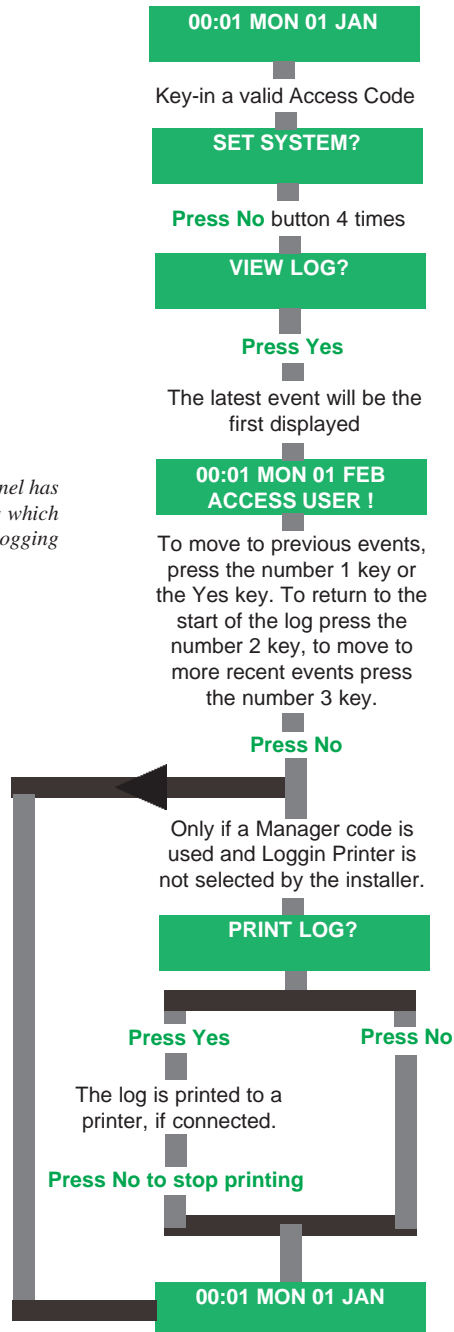 00:01 MON 01 JAN
Key-in a valid Access Code
SET SYSTEM?
Press No button 4 times
VIEW LOG?
Press Yes
The latest event will be the
first displayed
00:01 MON 01 FEB
ACCESS USER !
nel has
which
ogging
To move to previous events,
press the number 1 key or
the Yes key. To return to the
start of the log press the
number 2 key, to move to
more recent events press
the number 3 key.
Press No
Only if a Manager code is
used and Loggin Printer is
not selected by the installer.
PRINT LOG?
Press Yes
Press No
The log is printed to a
printer, if connected.
Press No to stop printing
00:01 MON 01 JAN